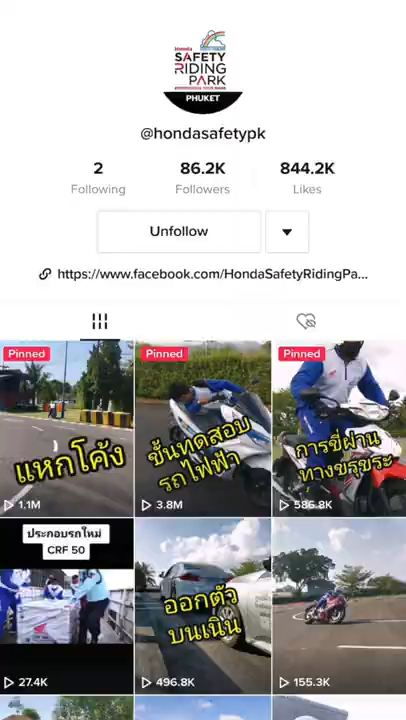 Honda
SAFETY
RIDING
PARK
PHUKET
@hondasafetypk
2
86.2K
844.2K
Following
Followers
Likes
Unfollow
https://www.facebook.com/HondaSafetyRidingPa...
Pinned
Pinned
Pinned
แหกโค้ง
ขั้นทดสอบ
รถไฟฟ้า
การขี่ผ่าน
ทางขรุขระ
1.1M
3.8M
586.8K
ประกอบรถใหม่
CRF 50
ออกตัว
บนเนิน
27.4K
496.8K
155.3K